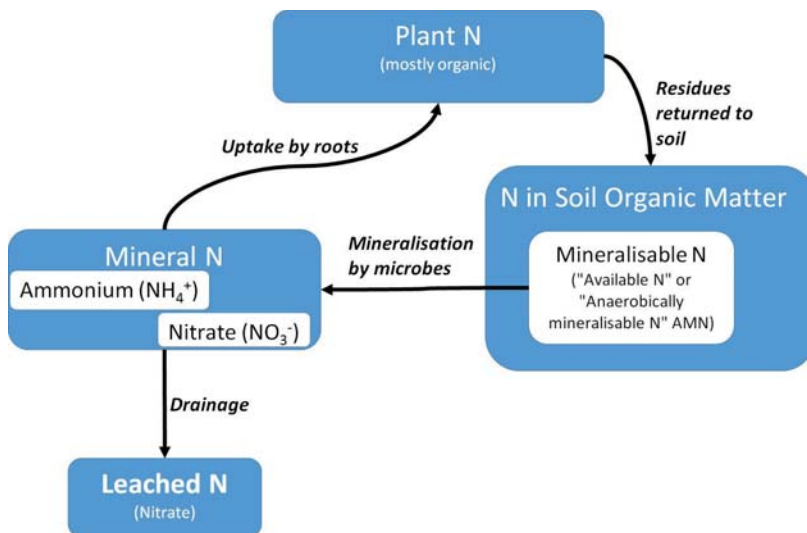 Plant N
(mostly organic)
Residues
returned to
soil
Uptake by roots
N in Soil Organic Matter
Mineralisable N
("Available N" or
"Anaerobically
mineralisable N" AMN)
Mineralisation
by microbes
Mineral N
Ammonium (NH₄⁺)
Nitrate (NO₃⁻)
Drainage
Leached N
(Nitrate)